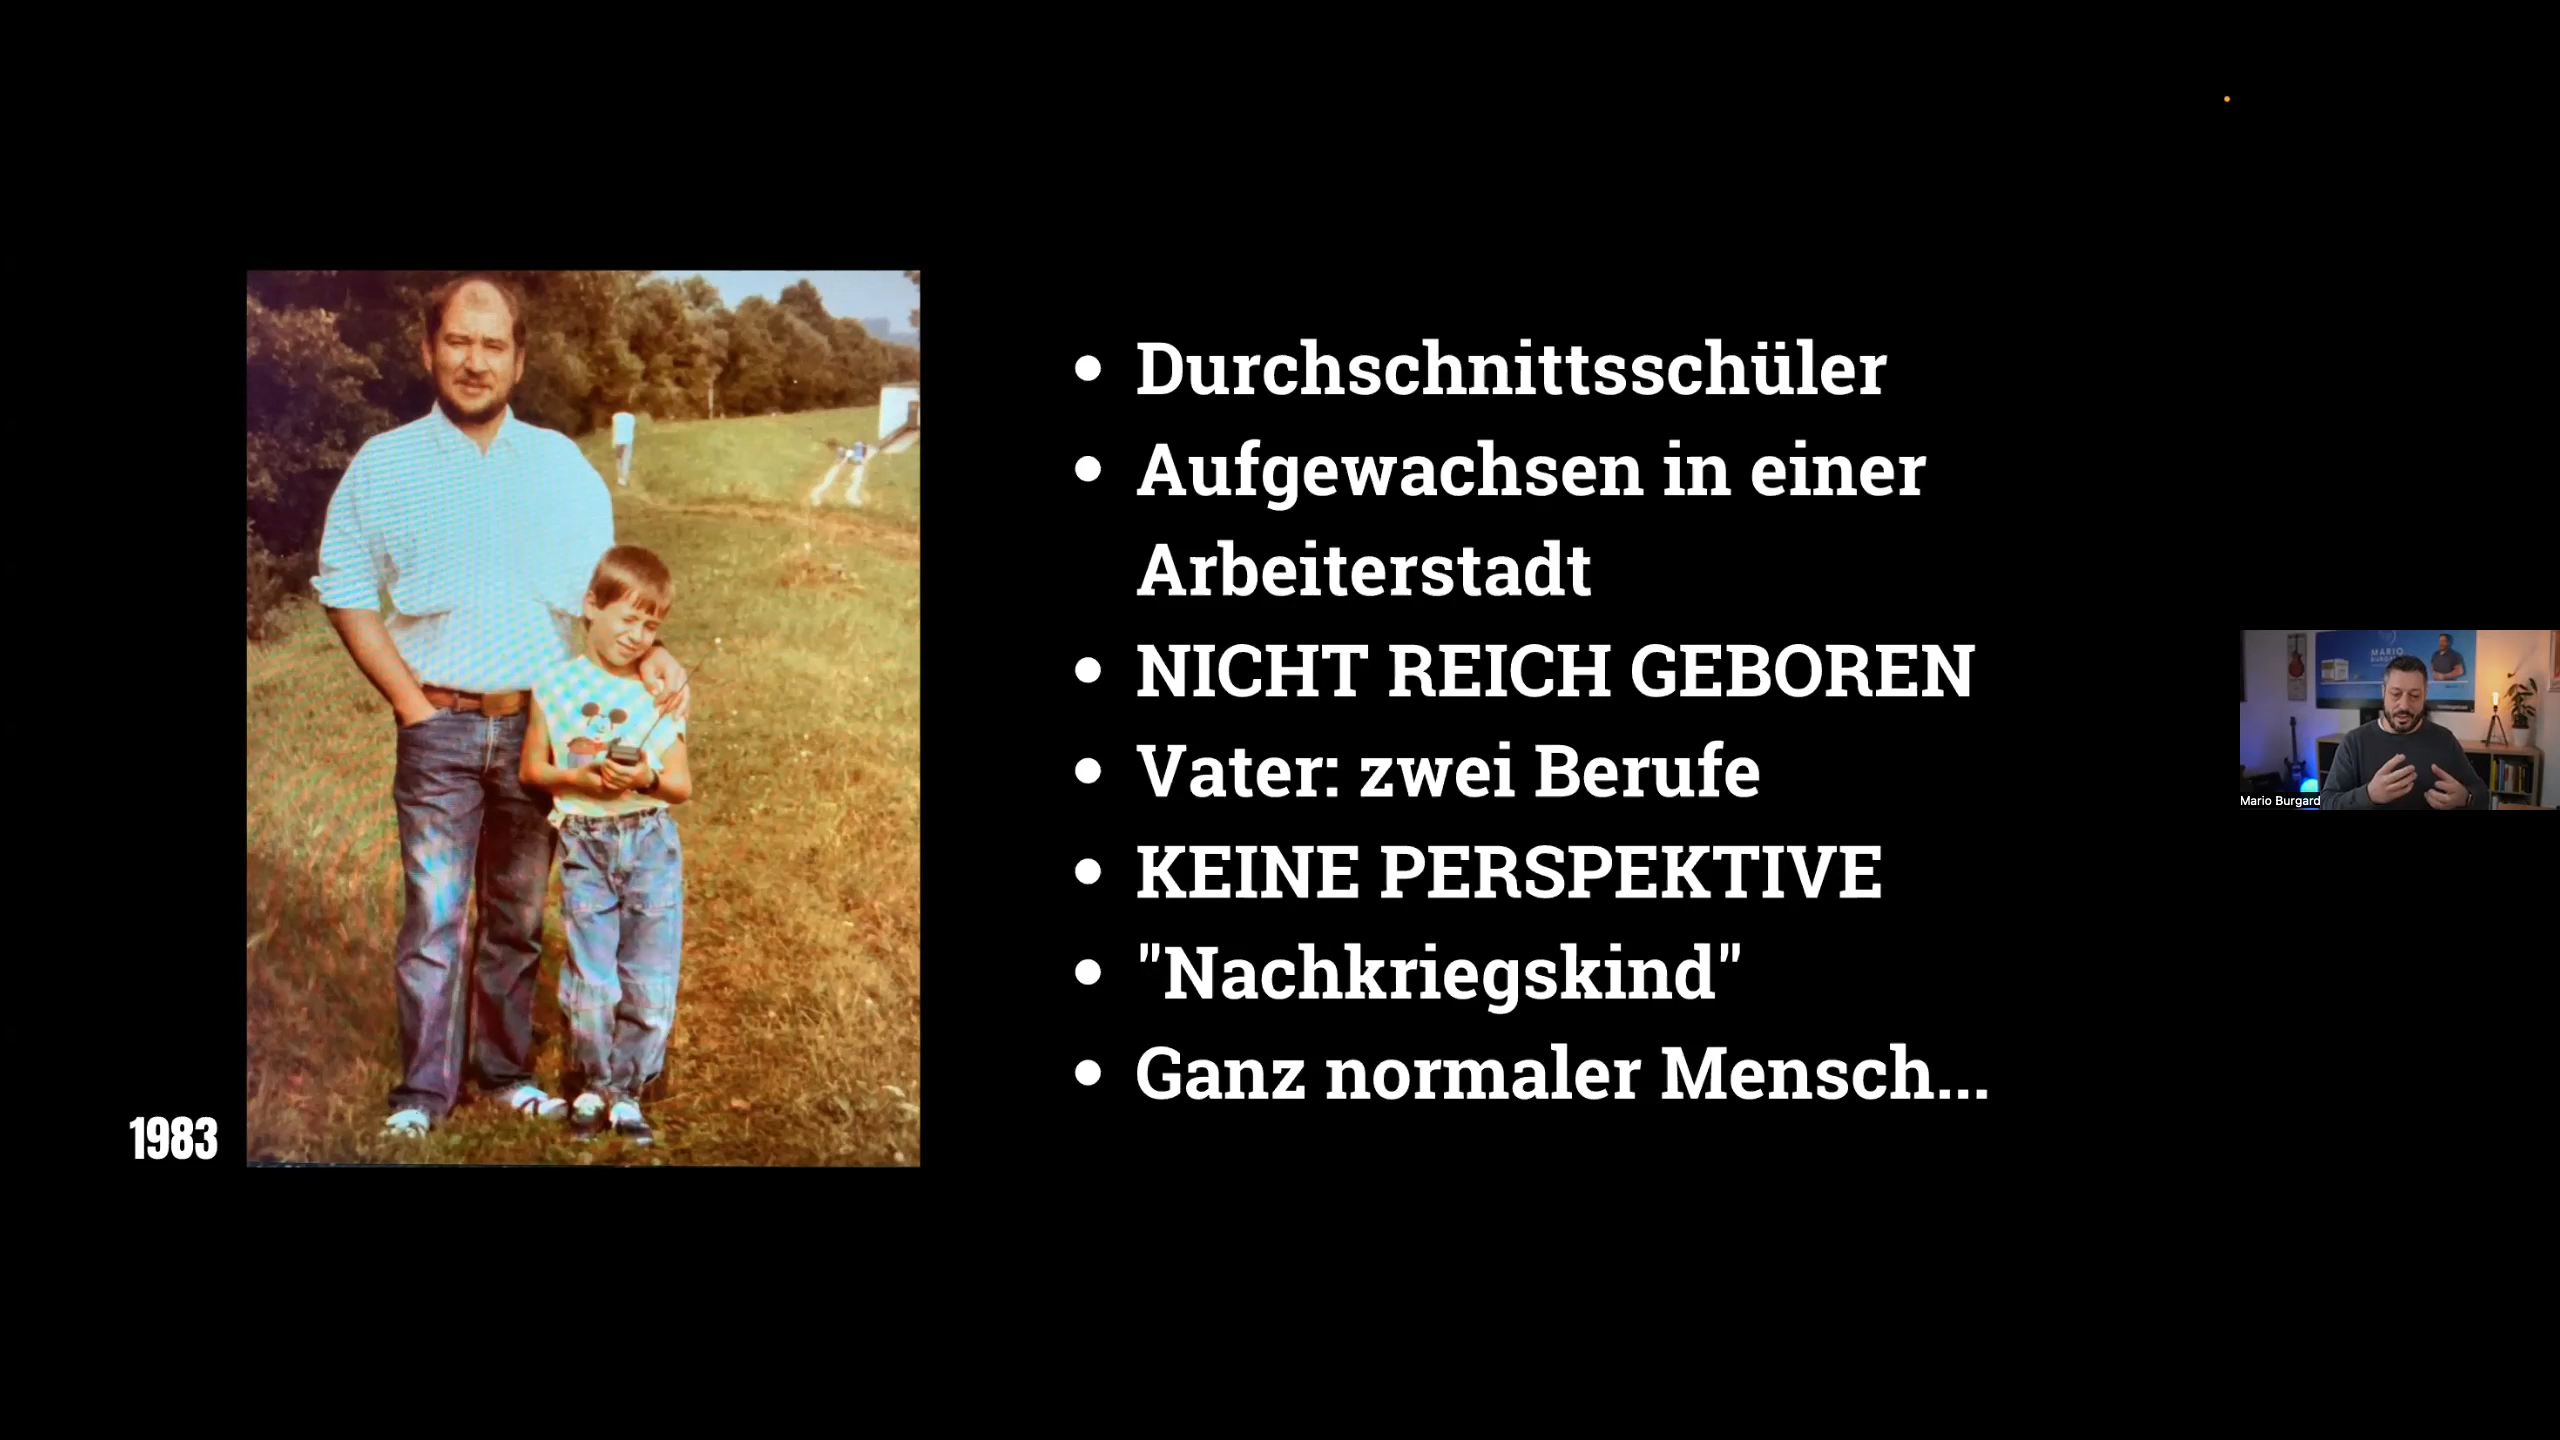 Durchschnittsschüler
Aufgewachsen in einer
Arbeiterstadt
NICHT REICH GEBOREN
Vater: zwei Berufe
KEINE PERSPEKTIVE
"Nachkriegskind"
Ganz normaler Mensch...
1983
MARIO
Mario Burgard